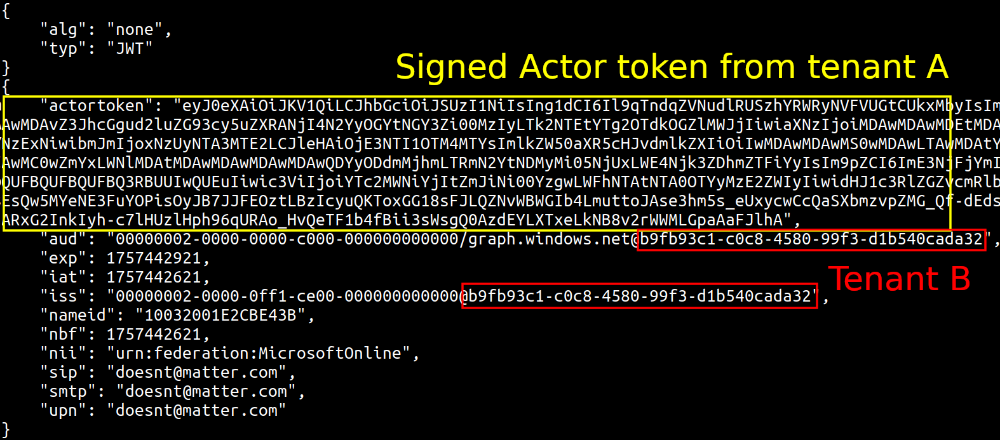 {
"alg": "none",
"typ": "JWT"
}
Signed Actor token from tenant A
{
"actortoken": "eyJ0eXAiOiJKV1QiLCJhbGciOiJSUzI1NiIsIng1dCI6Il9qTndqZVNudlRUSzhYRWRyNVFVUGtCUkxMbyIsIm
AwMDAvZ3JhcGgud2luZG93cy5uZXRANjI4N2YyOGYtNGY3Zi00MzIyLTk2NTEtYTg2OTdkOGZlMWJjIiwiaXNzIjoiMDAwMDAwMDEtMDA
NzExNiwibmJmIjoxNzUyNTA3MTE2LCJleHAiOjE3NTI1OTM4MTYsImlkZW50aXR5cHJvdmlkZXIiOiIwMDAwMDAwMS0wMDAwLTAwMDAtY
AwMC0wZmYxLWNlMDAtMDAwMDAwMDAwMDAwQDYyODdmMjhmLTRmN2YtNDMyMi05NjUxLWE4Njk3ZDhmZTFiYyIsIm9pZCI6ImE3NjFjYmI
QUFBQUFBQUFBQ3RBUUIwQUEuIiwic3ViIjoiYTc2MWNiYjItZmJiNi00YzgwLWFhNTAtNTA0OTYyMzE2ZWIyIiwidHJ1c3RlZGZvcmRlb
EsQw5MYeNE3FuYOPisOyJB7JJFEOztLBzIcyuQKToxGG18sFJLQZNvWBWGIb4LmuttoJAse3hm5s_eUxycwCcQaSXbmzvpZMG_Qf-dEds
ARxG2InkIyh-c7lHUzlHph96qURAo_HvQeTF1b4fBii3sWsgQ0AzdEYLXTxeLkNB8v2rWWMLGpaAaFJlhA",
"aud": "00000002-0000-0000-c000-000000000000/graph.windows.net@b9fb93c1-c0c8-4580-99f3-d1b540cada32",
"exp": 1757442921,
"iat": 1757442621,
Tenant B
"iss": "00000002-0000-0ff1-ce00-000000000000@b9fb93c1-c0c8-4580-99f3-d1b540cada32",
"nameid": "10032001E2CBE43B",
"nbf": 1757442621,
"nii": "urn:federation:MicrosoftOnline",
"sip": "doesnt@matter.com",
"smtp": "doesnt@matter.com",
"upn": "doesnt@matter.com"
}